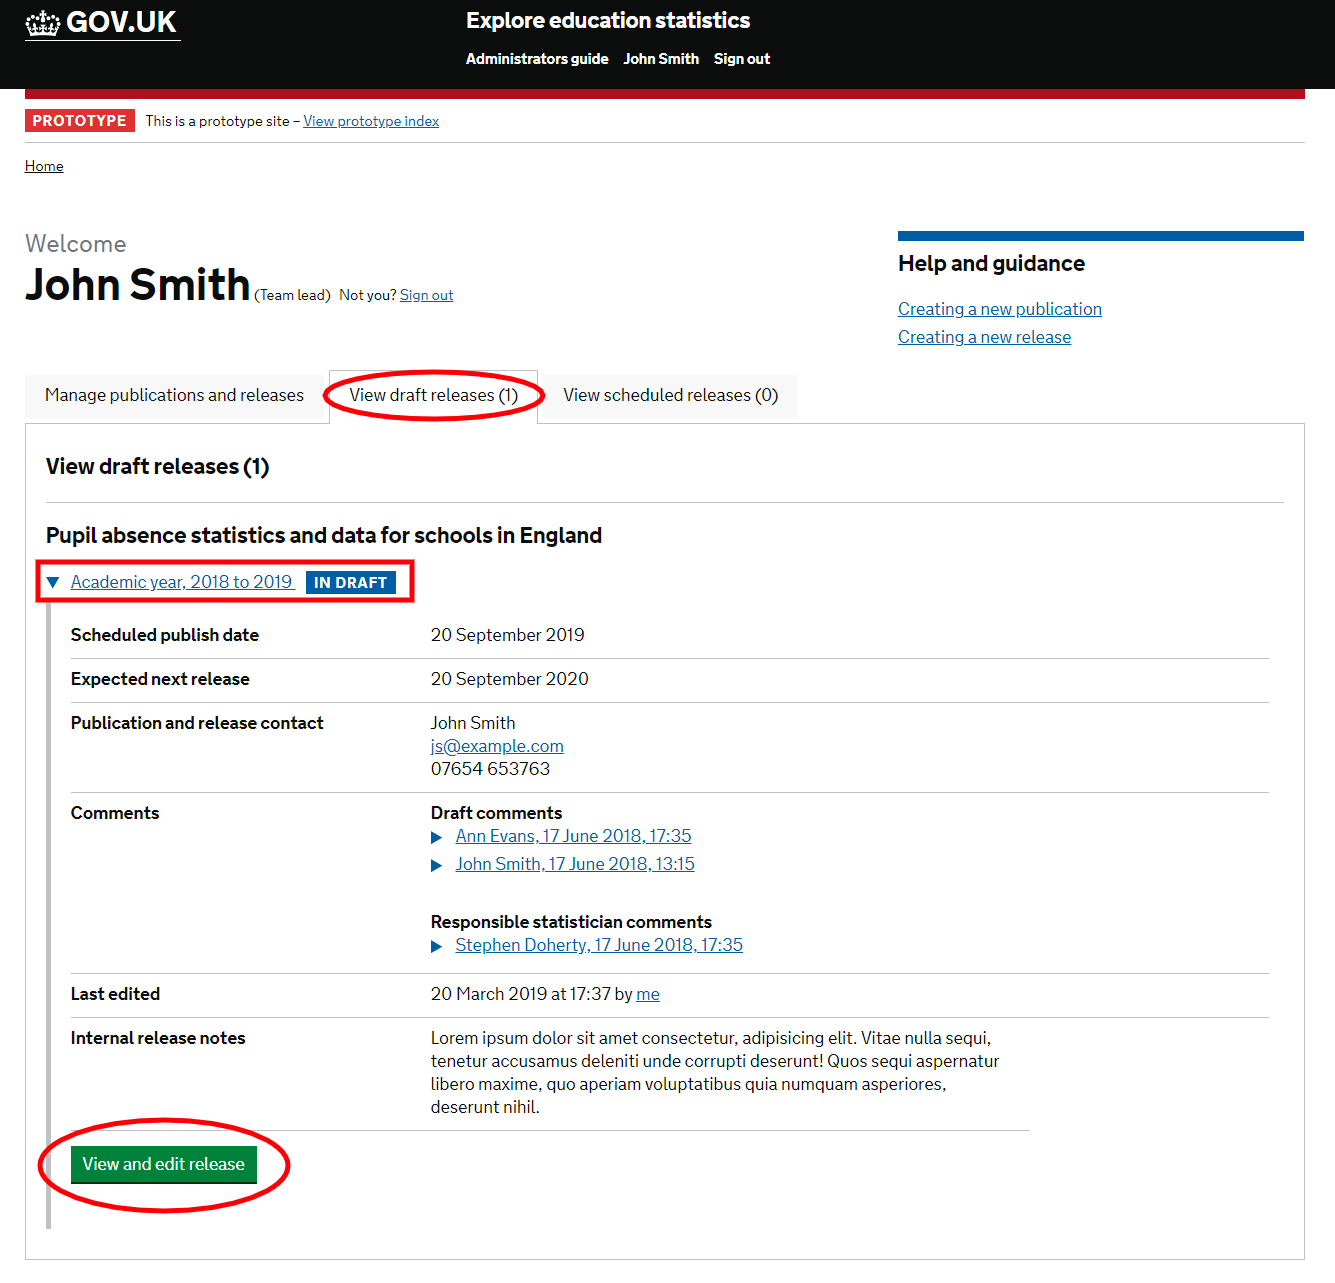 GOV.UK
Explore education statistics
Administrators guide John Smith Sign out
PROTOTYPE This is a prototype site – View prototype index
Home
Welcome
John Smith (Team lead) Not you? Sign out
Help and guidance
Creating a new publication
Creating a new release
Manage publications and releases View draft releases (1) View scheduled releases (0)
View draft releases (1)
Pupil absence statistics and data for schools in England
Academic year, 2018 to 2019 IN DRAFT
Scheduled publish date 20 September 2019
Expected next release 20 September 2020
Publication and release contact John Smith
js@example.com
07654 653763
Comments Draft comments
Ann Evans, 17 June 2018, 17:35
John Smith, 17 June 2018, 13:15
Responsible statistician comments
Stephen Doherty, 17 June 2018, 17:35
Last edited 20 March 2019 at 17:37 by me
Internal release notes Lorem ipsum dolor sit amet consectetur, adipisicing elit. Vitae nulla sequi,
tenetur accusamus deleniti unde corrupti deserunt! Quos sequi aspernatur
libero maxime, quo aperiam voluptatibus quia numquam asperiores,
deserunt nihil.
View and edit release